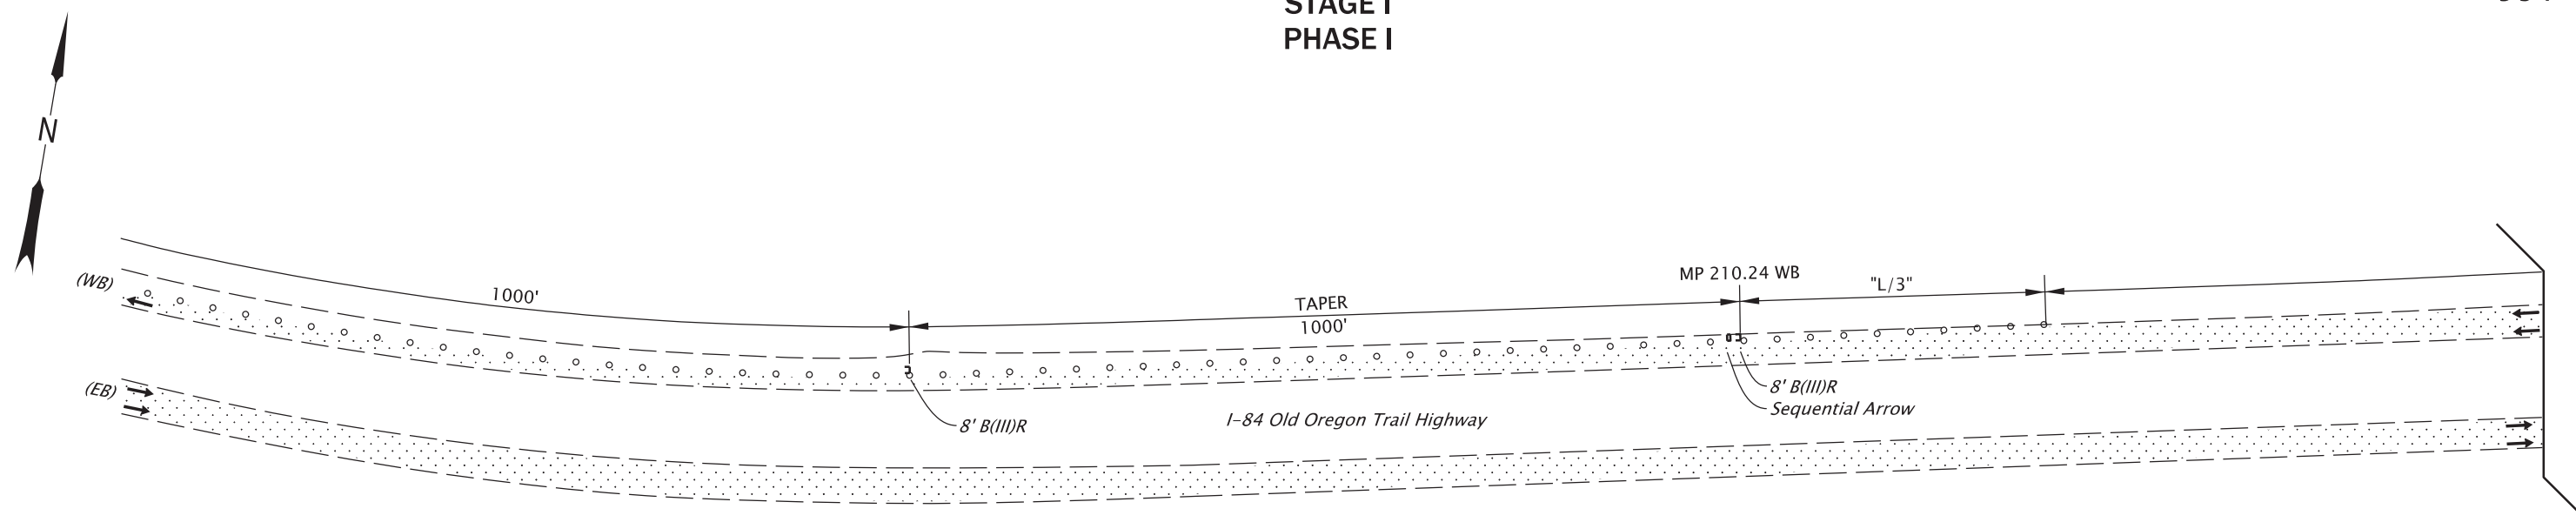 STAGE I
PHASE I
N
(WB)
1000'
TAPER
1000'
MP 210.24 WB
"L/3"
(EB)
8' B(III)R
I-84 Old Oregon Trail Highway
8' B(III)R
Sequential Arrow